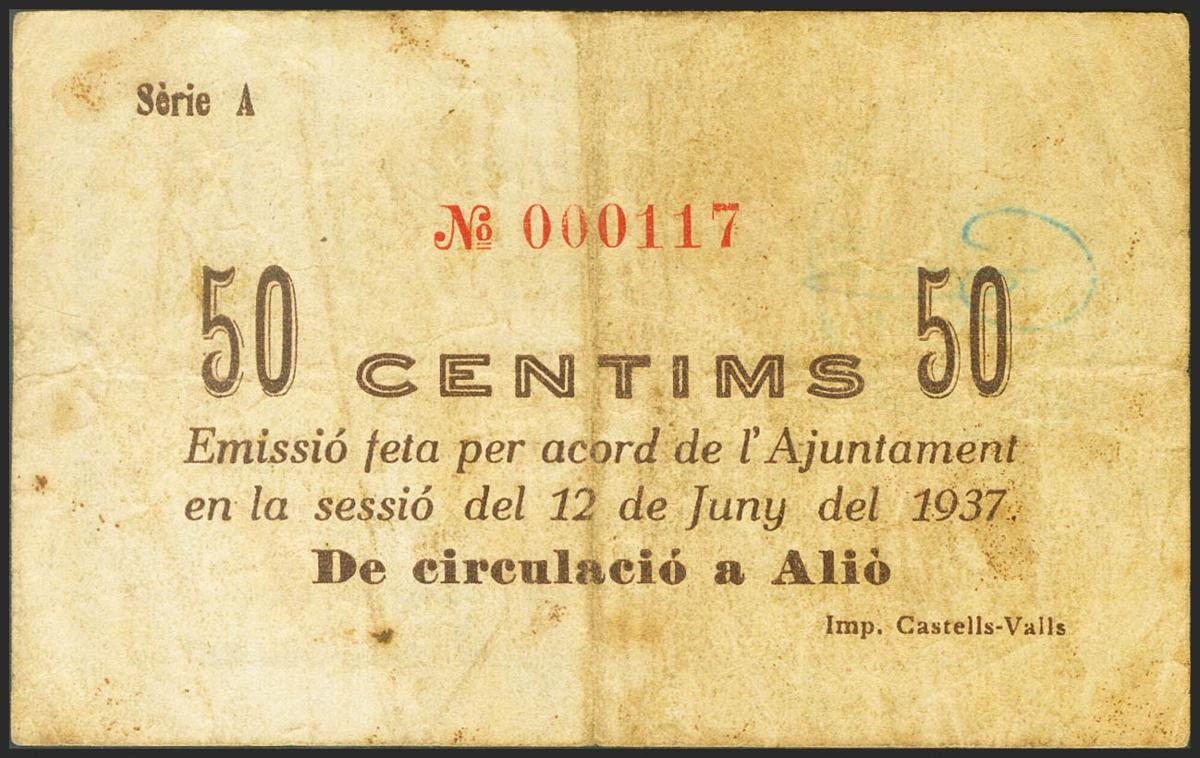 Sèrie A
Nº 000117
50 CENTIMS 50
Emissió feta per acord de l'Ajuntament
en la sessió del 12 de Juny del 1937.
De circulació a Aliò
Imp. Castells-Valls